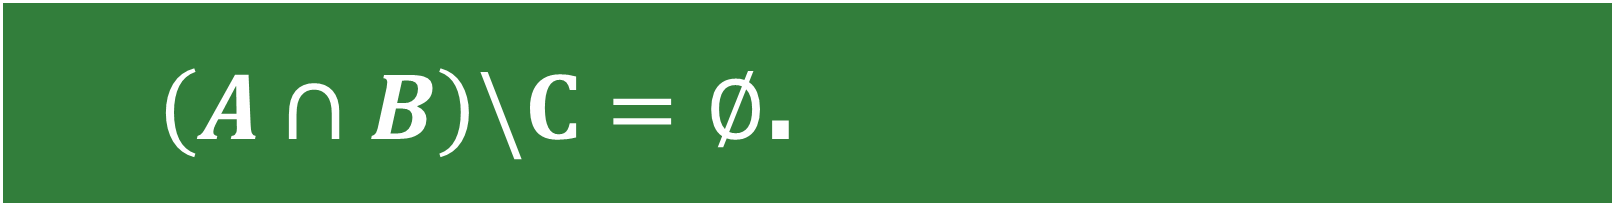 (A ∩ B)\C = ∅.